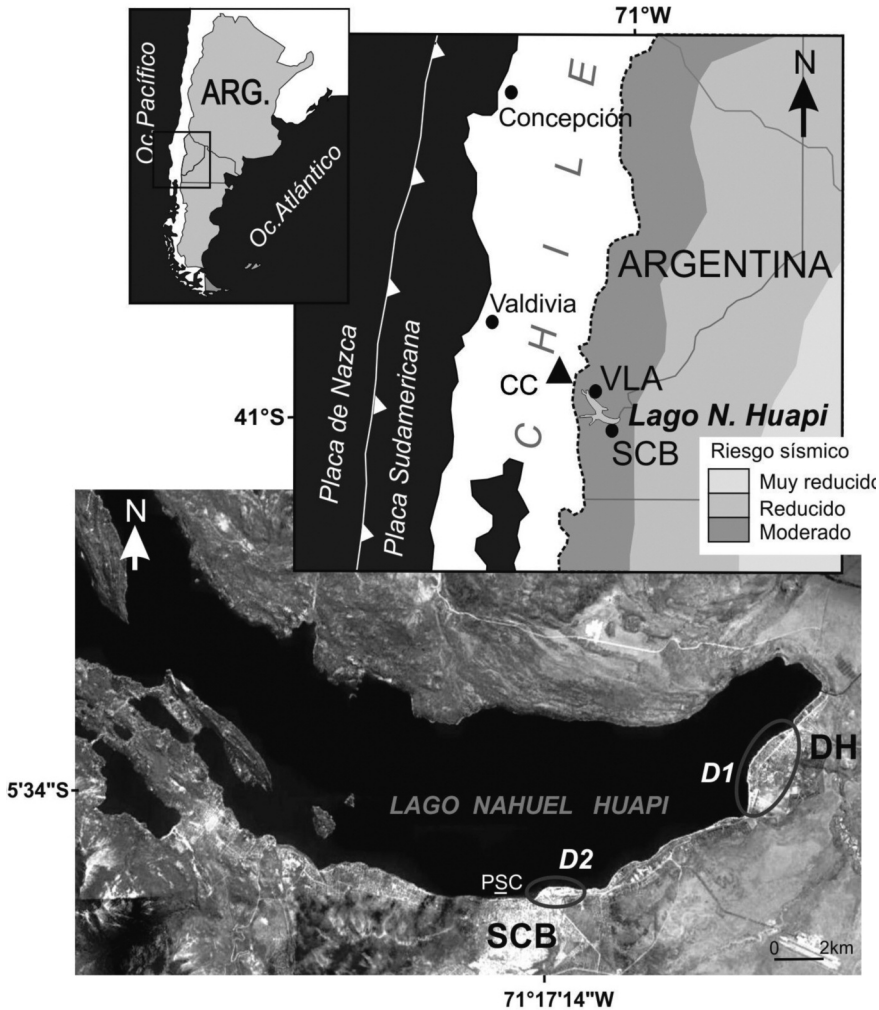 71°W
ARG.
Oc. Pacífico
Oc. Atlántico
N
Concepción
CHILE
ARGENTINA
Valdivia
Placa de Nazca
Placa Sudamericana
CC
VLA
41°S
Lago N. Huapi
SCB
Riesgo sísmico
Muy reducido
Reducido
Moderado
N
DH
D1
5'34"S
LAGO NAHUEL HUAPI
D2
PSC
SCB
0 2km
71°17'14"W